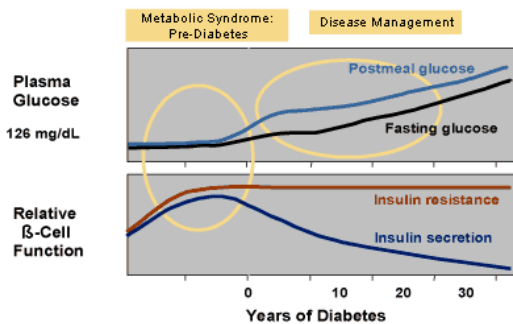 Metabolic Syndrome:
Pre-Diabetes
Disease Management
Plasma
Glucose
126 mg/dL
Postmeal glucose
Fasting glucose
Relative
ß-Cell
Function
Insulin resistance
Insulin secretion
0 10 20 30
Years of Diabetes